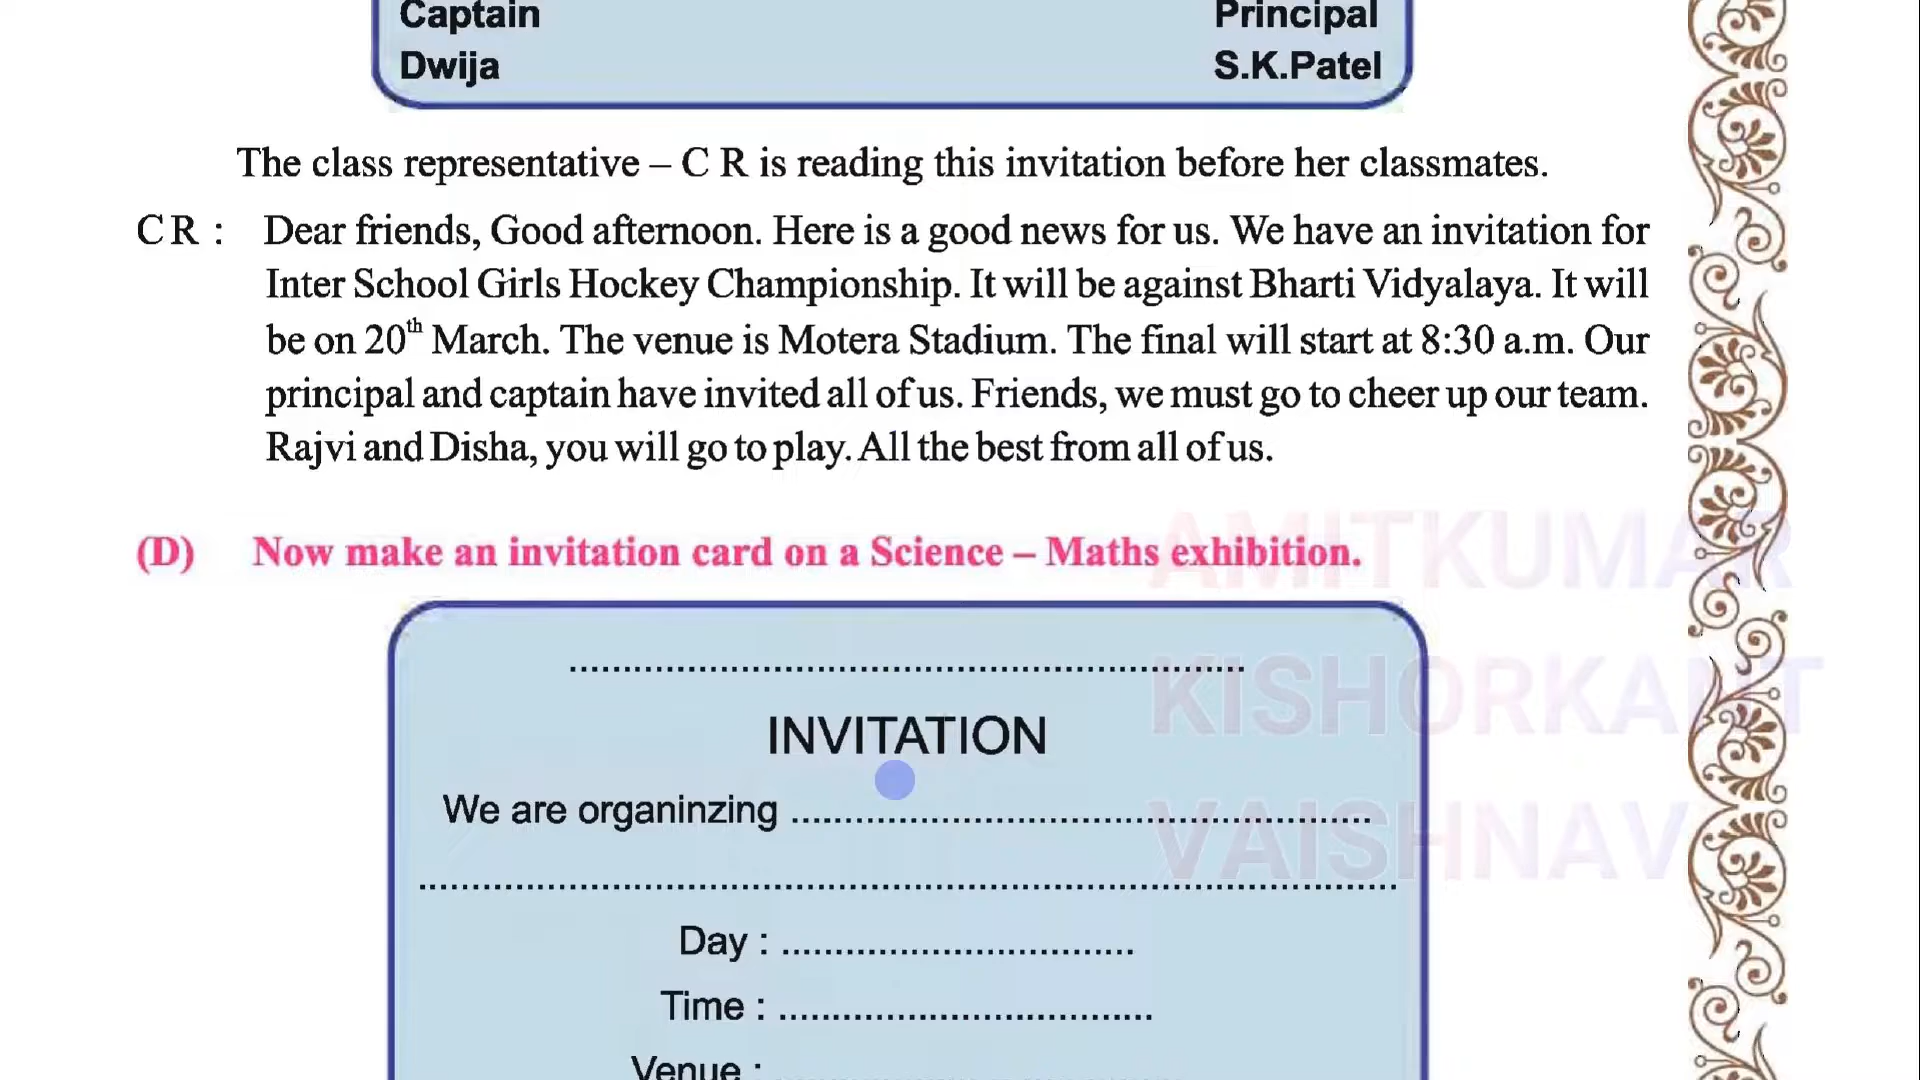 Captain Principal
Dwija S.K.Patel
The class representative – C R is reading this invitation before her classmates.
C R : Dear friends, Good afternoon. Here is a good news for us. We have an invitation for
Inter School Girls Hockey Championship. It will be against Bharti Vidyalaya. It will
be on 20th March. The venue is Motera Stadium. The final will start at 8:30 a.m. Our
principal and captain have invited all of us. Friends, we must go to cheer up our team.
Rajvi and Disha, you will go to play. All the best from all of us.
(D) Now make an invitation card on a Science – Maths exhibition.
AMITKUMAR
KISHORKANT
VAISHNAV
..............................................................
INVITATION
We are organinzing .....................................................
..........................................................................................
Day : .................................
Time : ...................................
Venue : ......................................